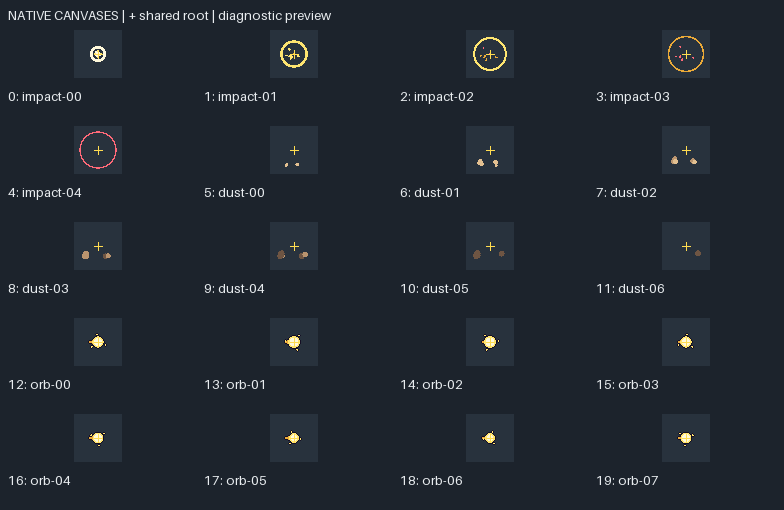 NATIVE CANVASES | + shared root | diagnostic preview
0: impact-00 1: impact-01 2: impact-02 3: impact-03
4: impact-04 5: dust-00 6: dust-01 7: dust-02
8: dust-03 9: dust-04 10: dust-05 11: dust-06
12: orb-00 13: orb-01 14: orb-02 15: orb-03
16: orb-04 17: orb-05 18: orb-06 19: orb-07